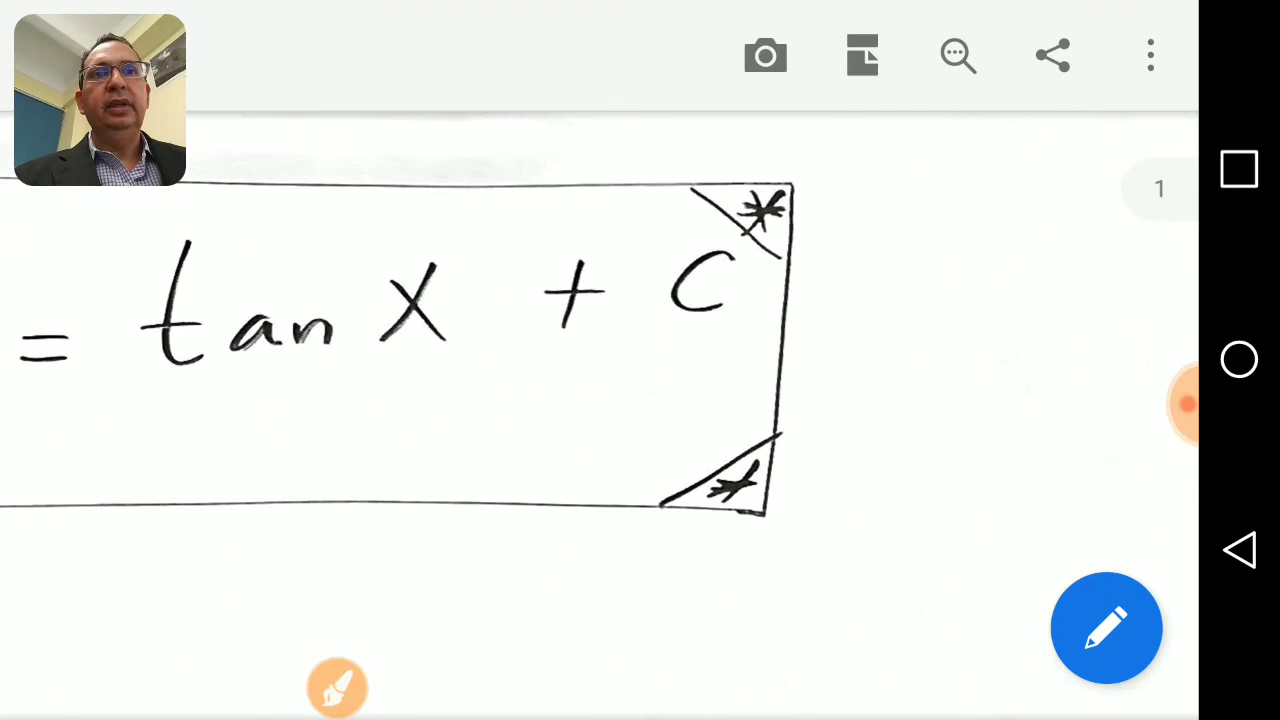 1
= tan x + C